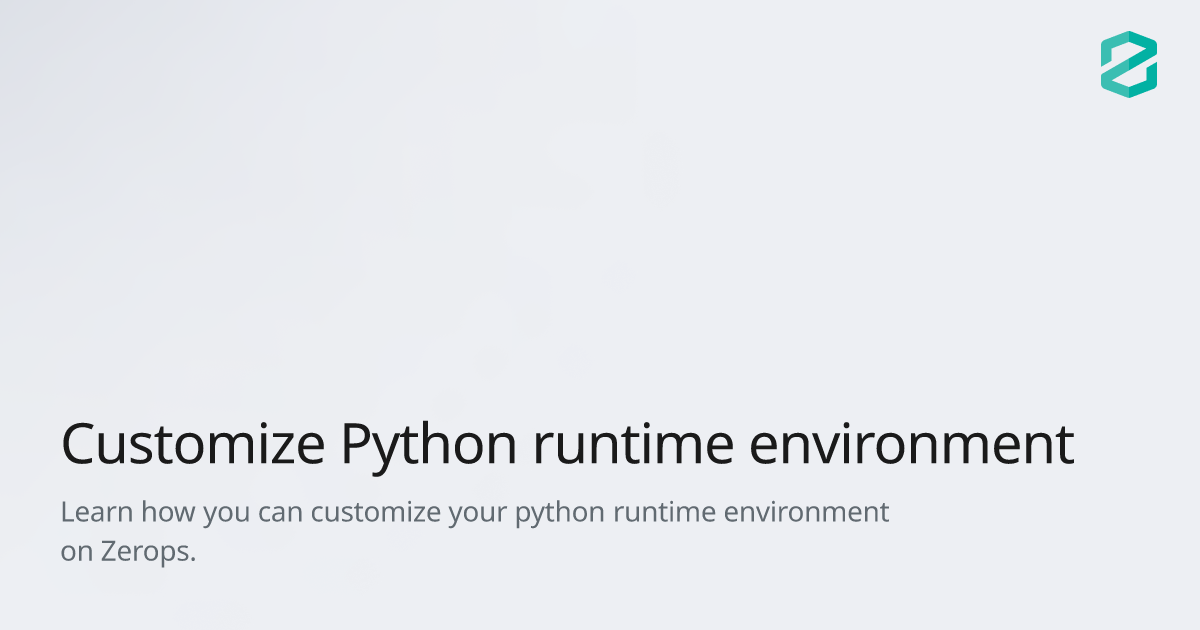 Customize Python runtime environment
Learn how you can customize your python runtime environment
on Zerops.